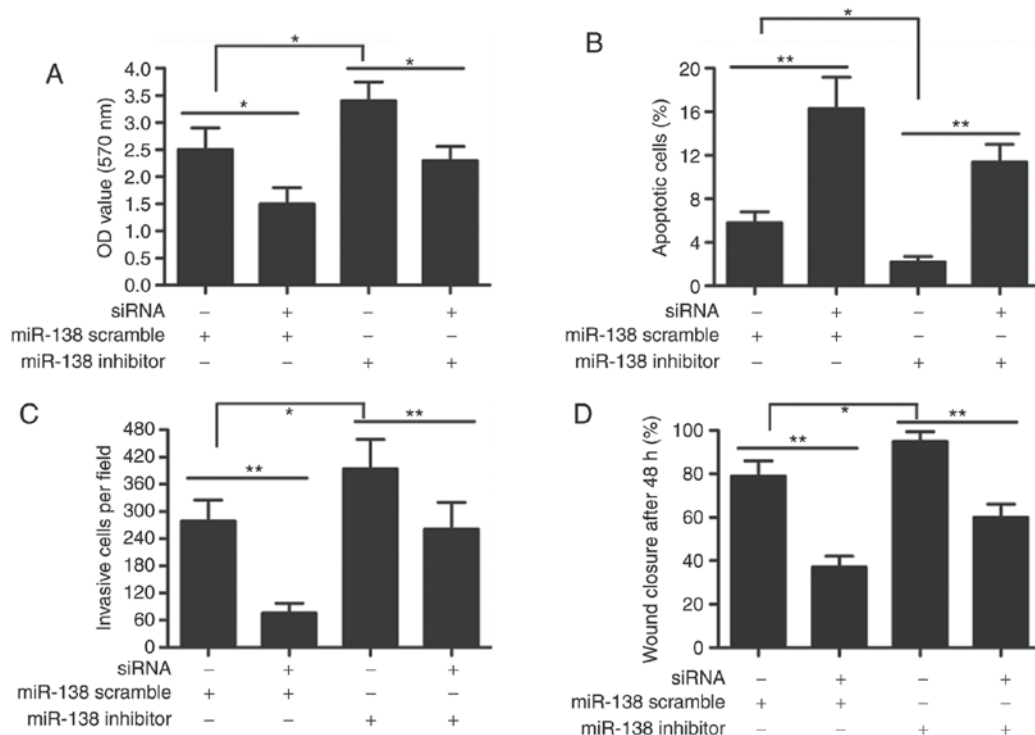 A
OD value (570 nm)
4.0
3.5
3.0
2.5
2.0
1.5
1.0
0.5
0.0
*
*
*
siRNA – + – +
miR-138 scramble + + – –
miR-138 inhibitor – – + +
B
Apoptotic cells (%)
20
16
12
8
4
0
*
**
**
siRNA – + – +
miR-138 scramble + + – –
miR-138 inhibitor – – + +
C
Invasive cells per field
480
420
360
300
240
180
120
60
0
*
**
**
siRNA – + – +
miR-138 scramble + + – –
miR-138 inhibitor – – + +
D
Wound closure after 48 h (%)
100
80
60
40
20
0
*
**
**
siRNA – + – +
miR-138 scramble + + – –
miR-138 inhibitor – – + +